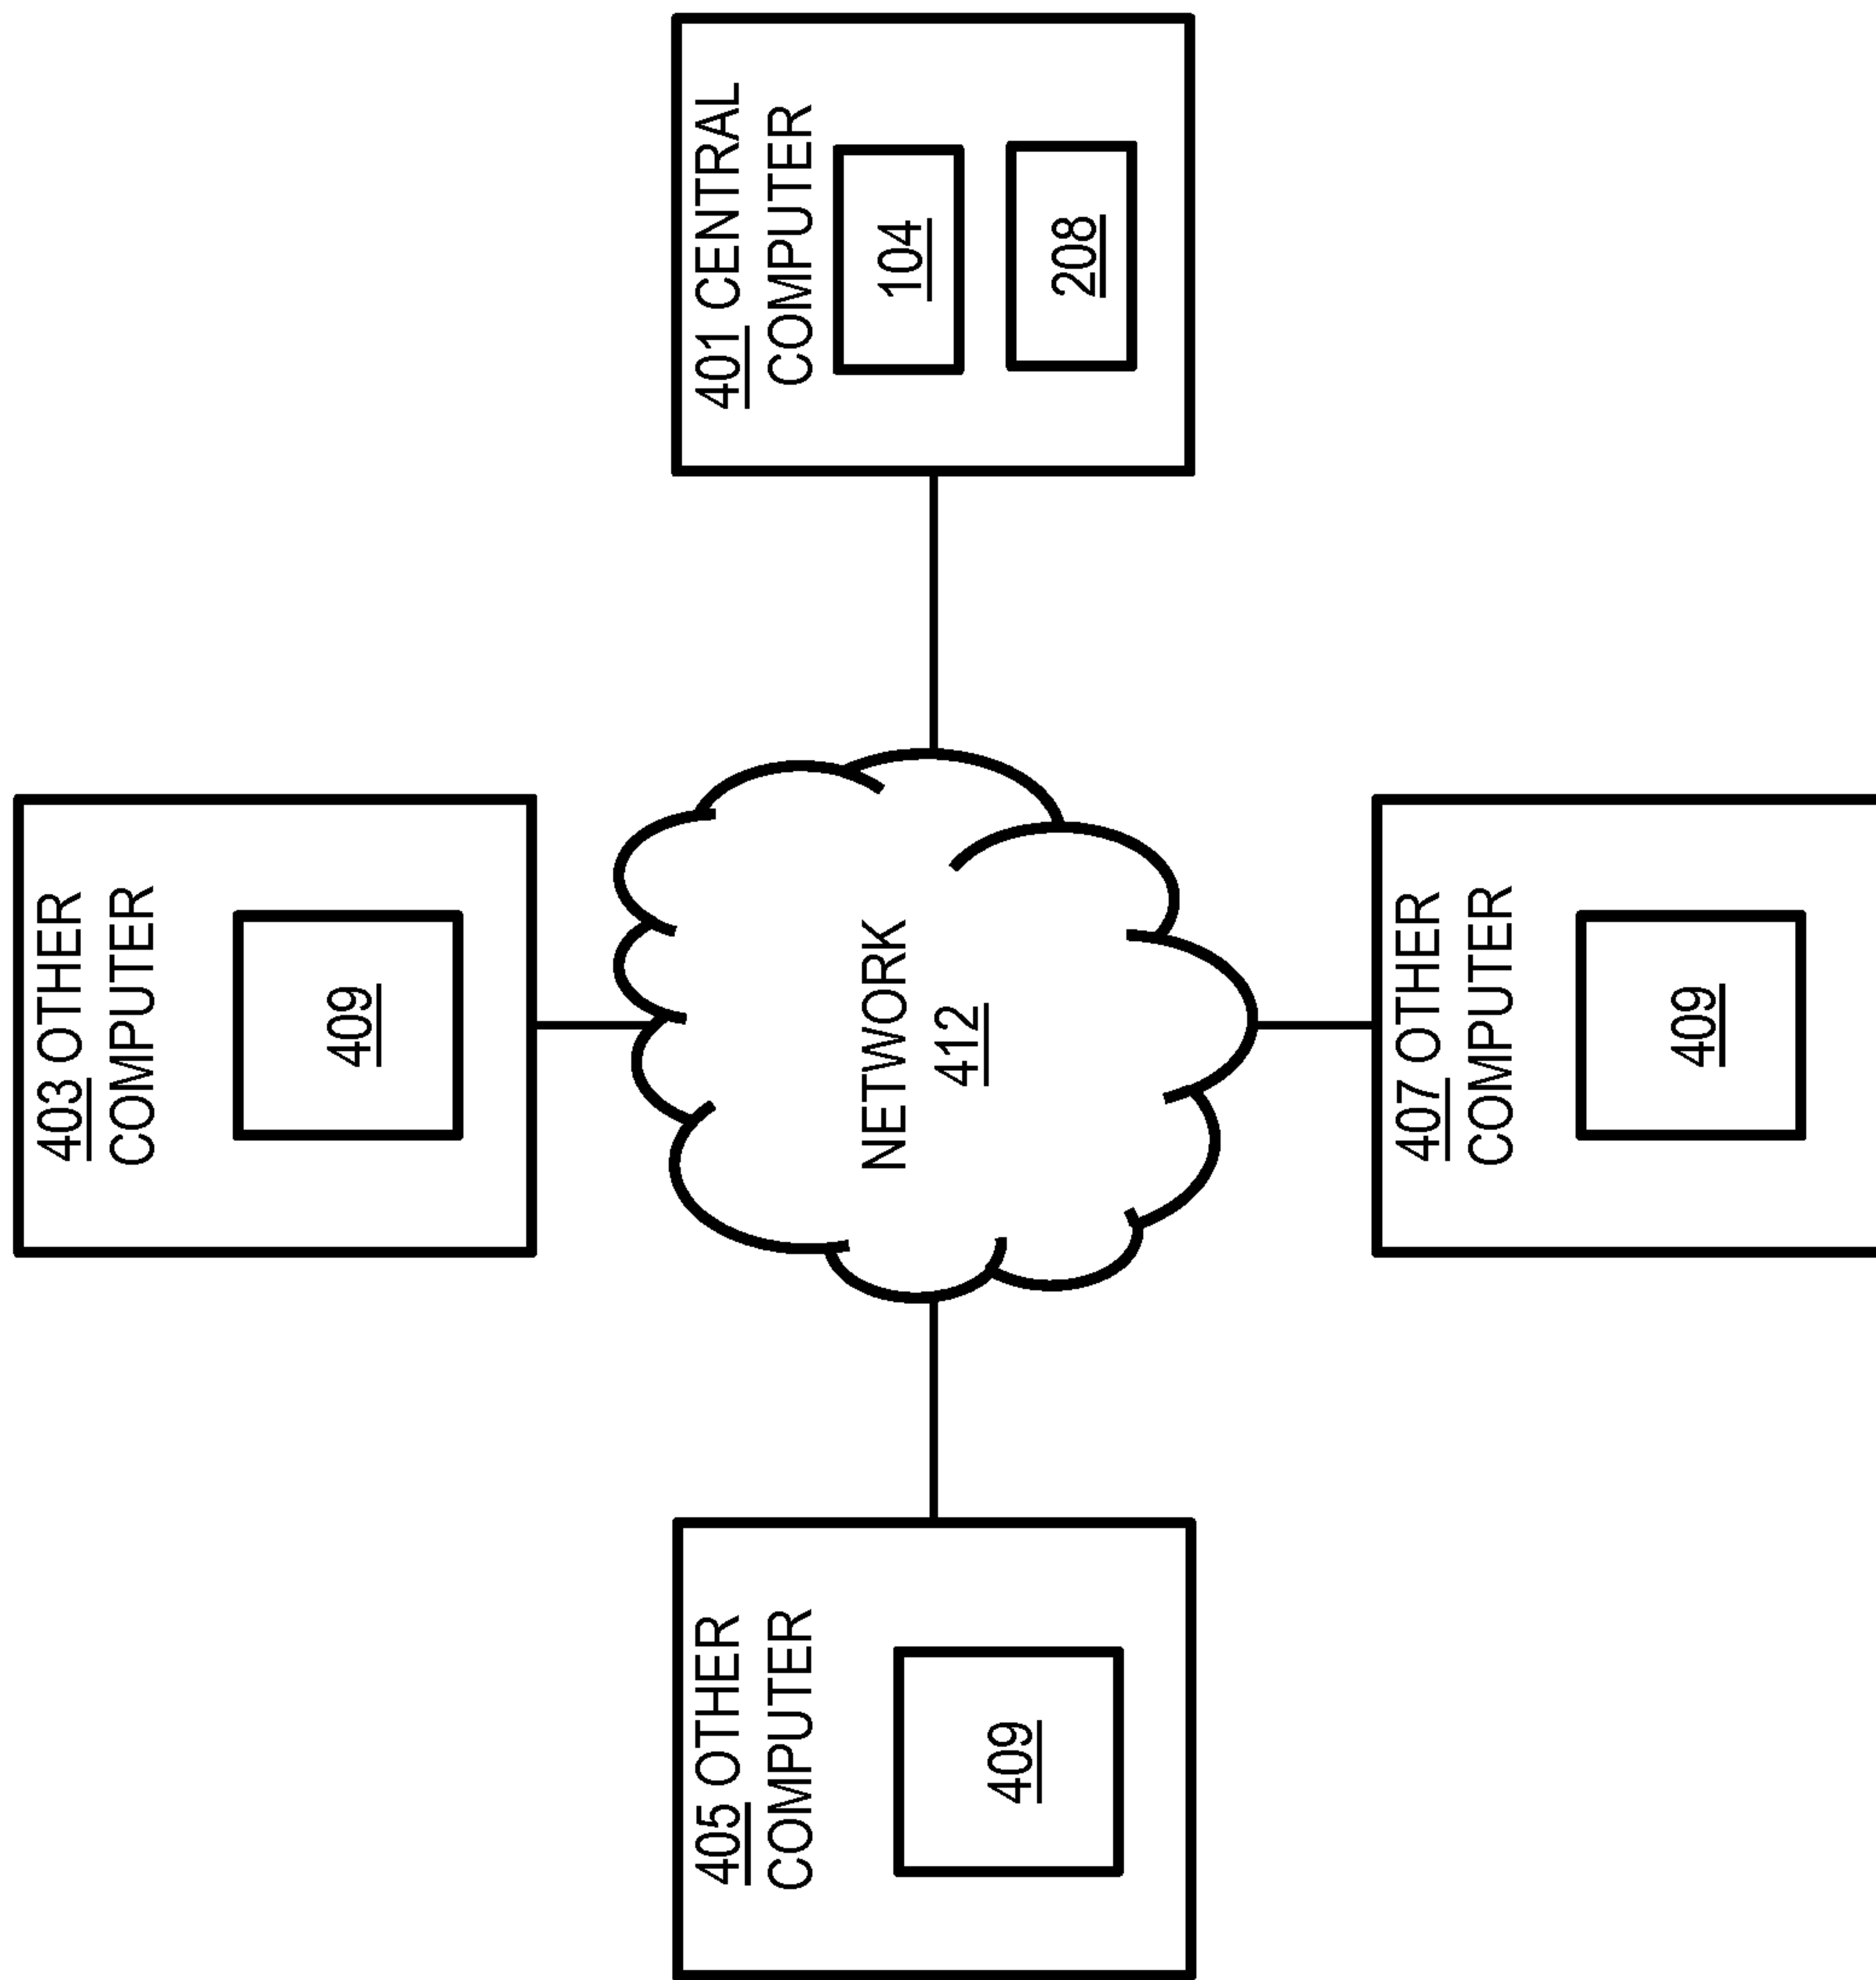 403 OTHER
COMPUTER
409
405 OTHER
COMPUTER
409
NETWORK
412
401 CENTRAL
COMPUTER
104
208
407 OTHER
COMPUTER
409